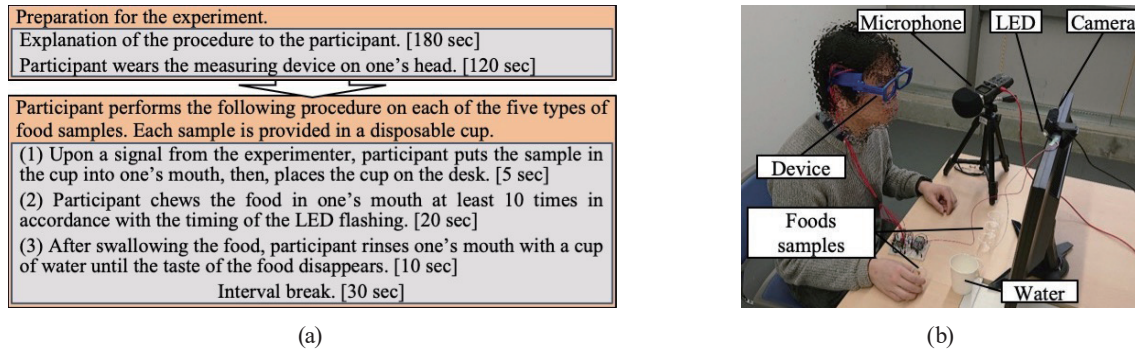 Preparation for the experiment.
Explanation of the procedure to the participant. [180 sec]
Participant wears the measuring device on one's head. [120 sec]
Participant performs the following procedure on each of the five types of
food samples. Each sample is provided in a disposable cup.
(1) Upon a signal from the experimenter, participant puts the sample in
the cup into one's mouth, then, places the cup on the desk. [5 sec]
(2) Participant chews the food in one's mouth at least 10 times in
accordance with the timing of the LED flashing. [20 sec]
(3) After swallowing the food, participant rinses one's mouth with a cup
of water until the taste of the food disappears. [10 sec]
Interval break. [30 sec]
(a)
Microphone
LED
Camera
Device
Foods
samples
Water
(b)